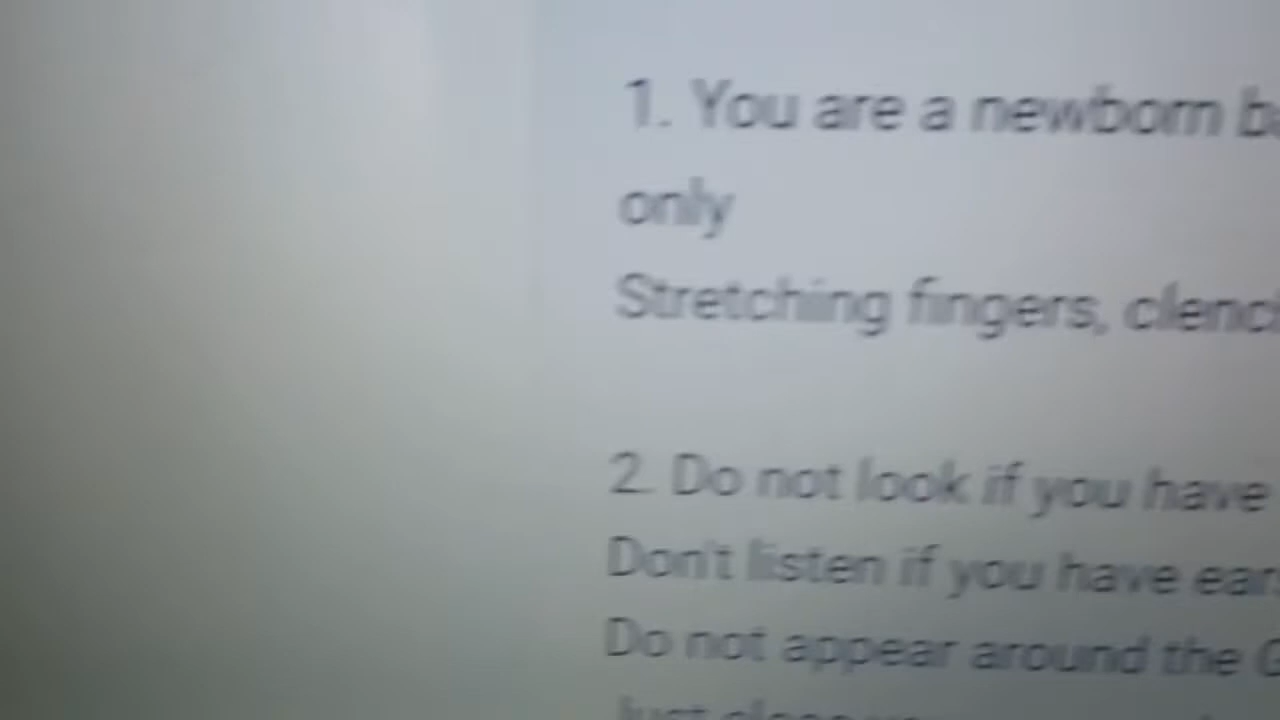 1. You are a newborn
only
Stretching fingers,
2. Do not look if you have
Don't listen if you have
Do not appear around the
Just